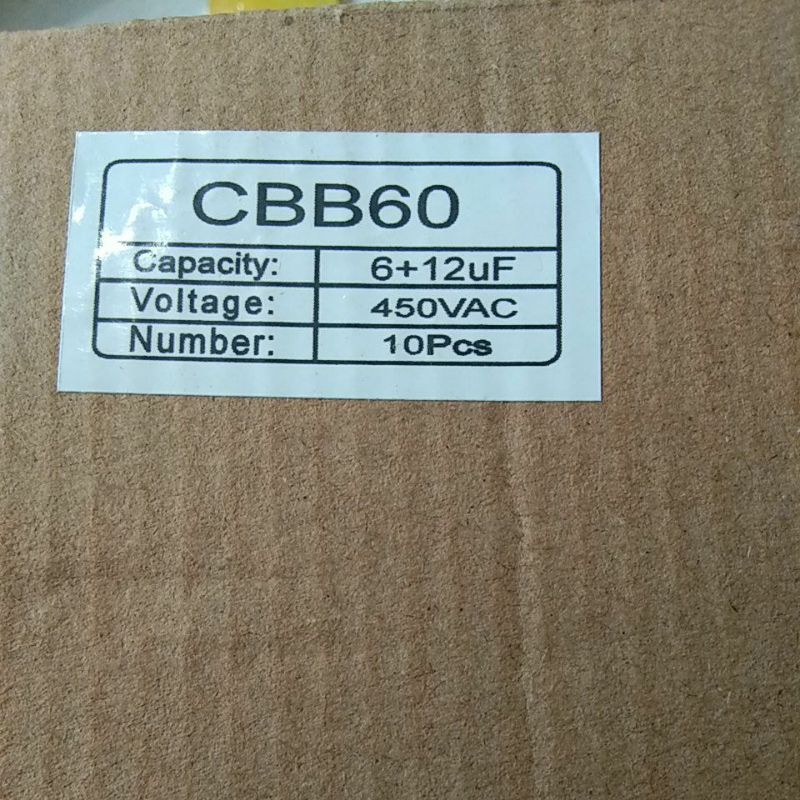 CBB60
Capacity: 6+12uF
Voltage: 450VAC
Number: 10Pcs